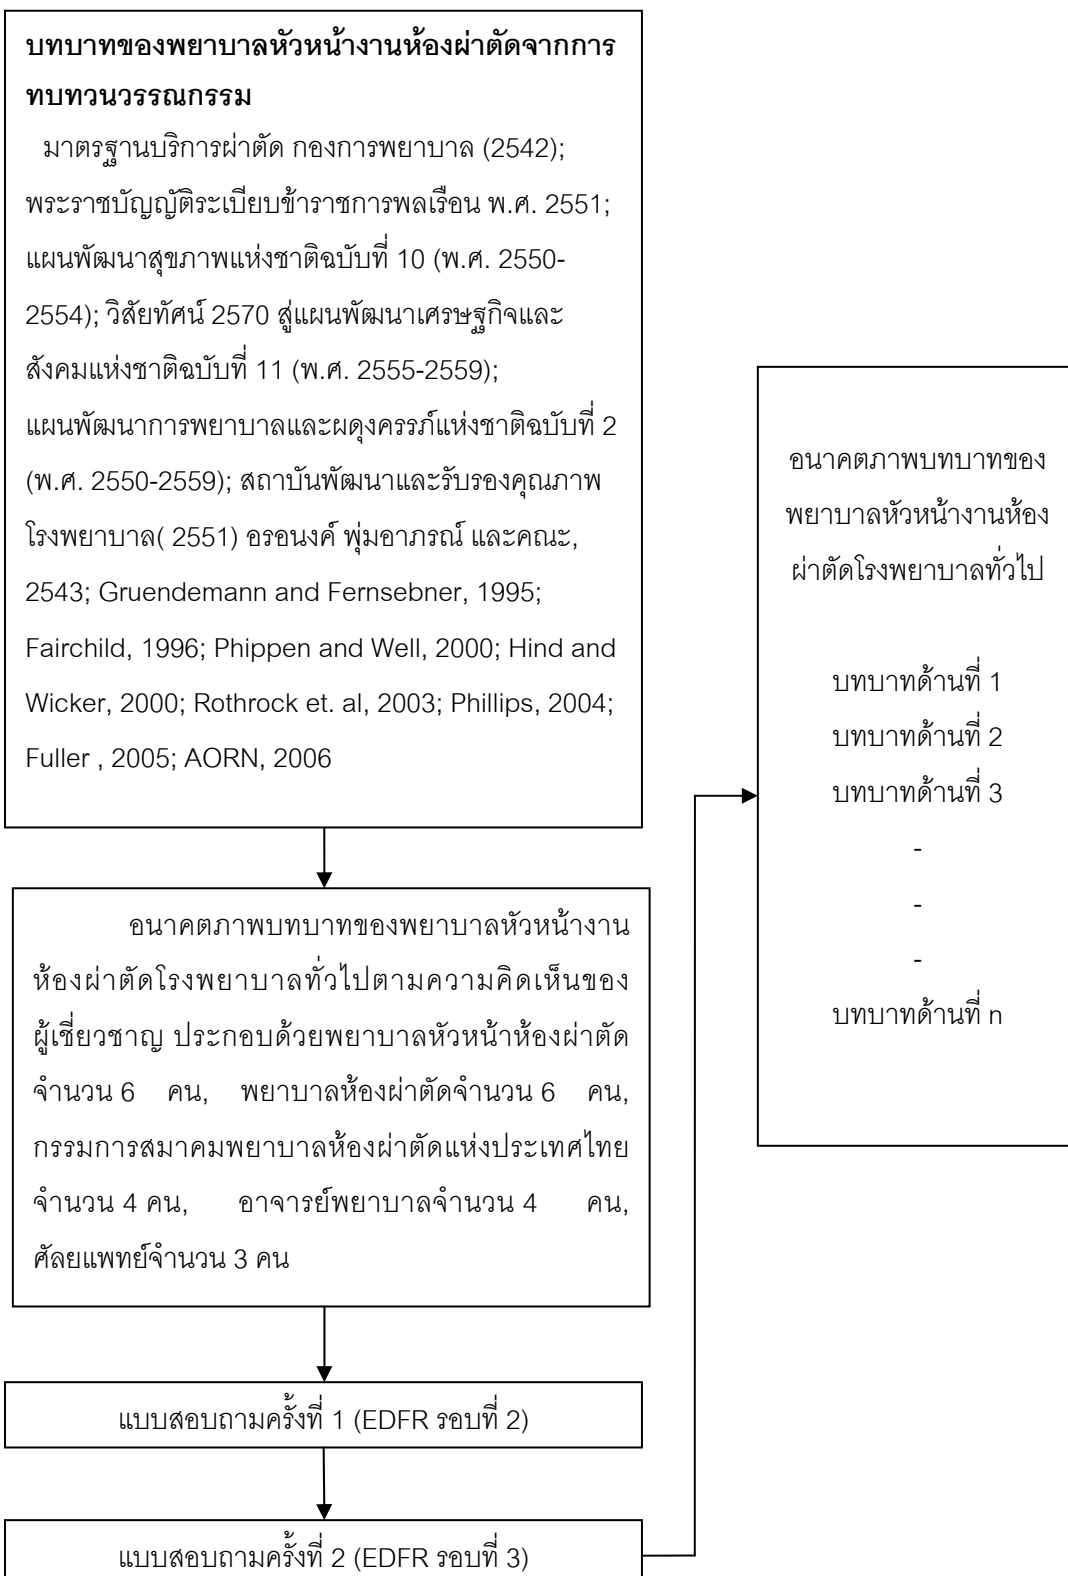 บทบาทของพยาบาลหัวหน้างานห้องผ่าตัดจากการ
ทบทวนวรรณกรรม
มาตรฐานบริการผ่าตัด กองการพยาบาล (2542);
พระราชบัญญัติระเบียบข้าราชการพลเรือน พ.ศ. 2551;
แผนพัฒนาสุขภาพแห่งชาติฉบับที่ 10 (พ.ศ. 2550-
2554); วิสัยทัศน์ 2570 สู่แผนพัฒนาเศรษฐกิจและ
สังคมแห่งชาติฉบับที่ 11 (พ.ศ. 2555-2559);
แผนพัฒนาการพยาบาลและผดุงครรภ์แห่งชาติฉบับที่ 2
(พ.ศ. 2550-2559); สถาบันพัฒนาและรับรองคุณภาพ
โรงพยาบาล( 2551) อรอนงค์ พุ่มอาภรณ์ และคณะ,
2543; Gruendemann and Fernsebner, 1995;
Fairchild, 1996; Phippen and Well, 2000; Hind and
Wicker, 2000; Rothrock et. al, 2003; Phillips, 2004;
Fuller , 2005; AORN, 2006
อนาคตภาพบทบาทของพยาบาลหัวหน้างาน
ห้องผ่าตัดโรงพยาบาลทั่วไปตามความคิดเห็นของ
ผู้เชี่ยวชาญ ประกอบด้วยพยาบาลหัวหน้าห้องผ่าตัด
จำนวน 6 คน, พยาบาลห้องผ่าตัดจำนวน 6 คน,
กรรมการสมาคมพยาบาลห้องผ่าตัดแห่งประเทศไทย
จำนวน 4 คน, อาจารย์พยาบาลจำนวน 4 คน,
ศัลยแพทย์จำนวน 3 คน
แบบสอบถามครั้งที่ 1 (EDFR รอบที่ 2)
แบบสอบถามครั้งที่ 2 (EDFR รอบที่ 3)
อนาคตภาพบทบาทของ
พยาบาลหัวหน้างานห้อง
ผ่าตัดโรงพยาบาลทั่วไป
บทบาทด้านที่ 1
บทบาทด้านที่ 2
บทบาทด้านที่ 3
-
-
-
บทบาทด้านที่ n